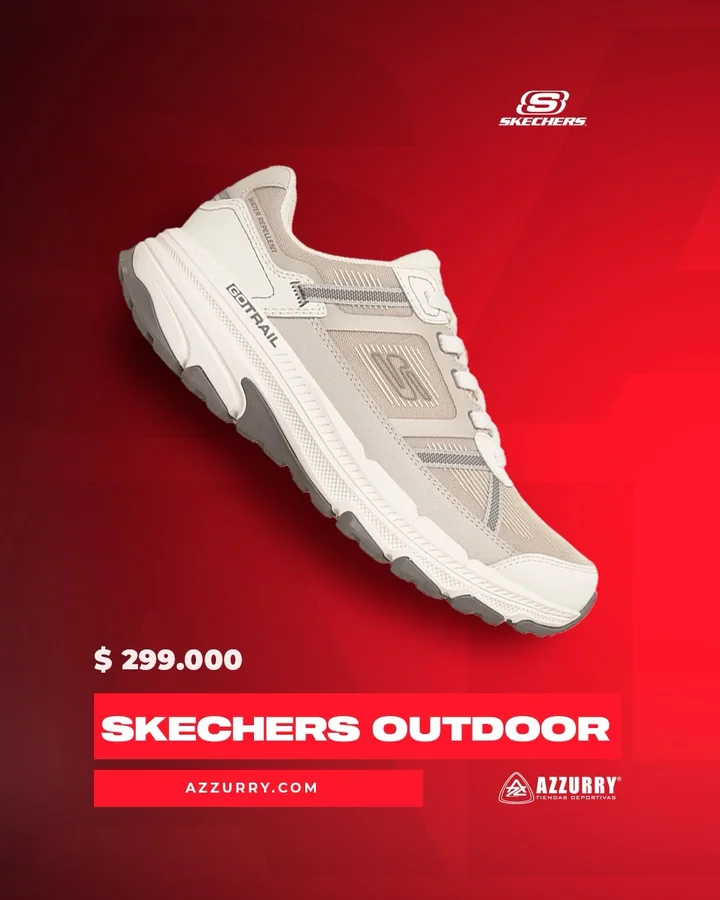 SKECHERS
WATER REPELLENT
GOTRAIL
$ 299.000
SKECHERS OUTDOOR
AZZURRY.COM
AZZURRY®
TIENDAS DEPORTIVAS